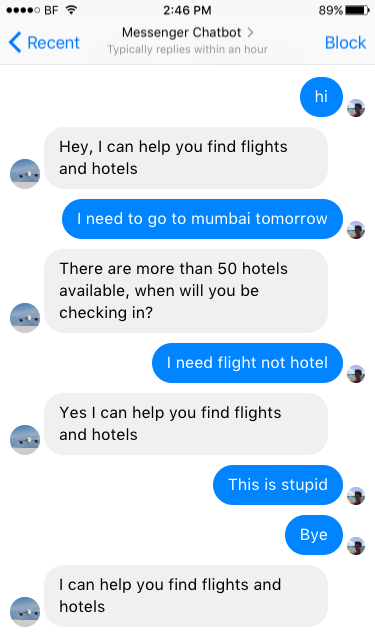 BF 2:46 PM 89%
Recent Messenger Chatbot Block
Typically replies within an hour
hi
Hey, I can help you find flights
and hotels
I need to go to mumbai tomorrow
There are more than 50 hotels
available, when will you be
checking in?
I need flight not hotel
Yes I can help you find flights
and hotels
This is stupid
Bye
I can help you find flights and
hotels